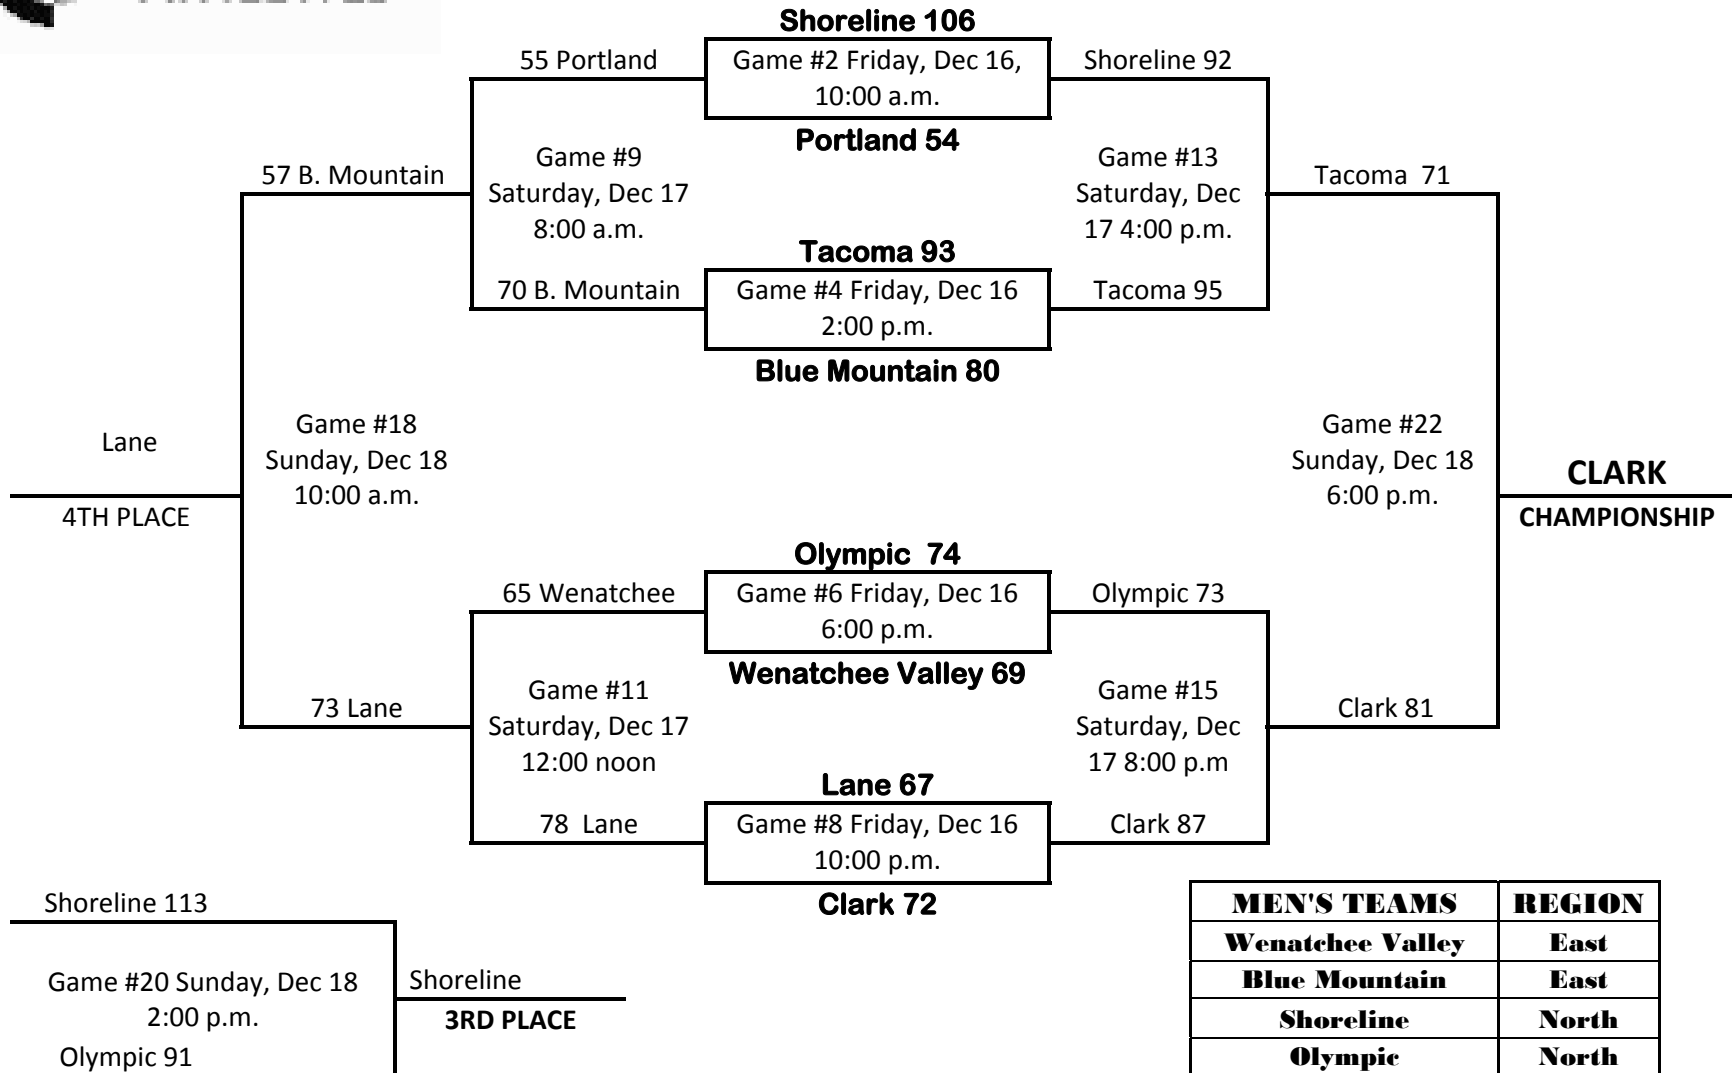 Shoreline 106
55 Portland
Game #2 Friday, Dec 16,
10:00 a.m.
Shoreline 92
Portland 54
57 B. Mountain
Game #9
Saturday, Dec 17
8:00 a.m.
Game #13
Saturday, Dec
17 4:00 p.m.
Tacoma  71
Tacoma 93
70 B. Mountain
Game #4 Friday, Dec 16
2:00 p.m.
Tacoma 95
Blue Mountain 80
Lane
4TH PLACE
Game #18
Sunday, Dec 18
10:00 a.m.
Game #22
Sunday, Dec 18
6:00 p.m.
CLARK
CHAMPIONSHIP
Olympic  74
65 Wenatchee
Game #6 Friday, Dec 16
6:00 p.m.
Olympic 73
Wenatchee Valley 69
73 Lane
Game #11
Saturday, Dec 17
12:00 noon
Game #15
Saturday, Dec
17 8:00 p.m
Clark 81
Lane 67
78  Lane
Game #8 Friday, Dec 16
10:00 p.m.
Clark 87
Clark 72
Shoreline 113
Game #20 Sunday, Dec 18
2:00 p.m.
Olympic 91
Shoreline
3RD PLACE
MEN'S TEAMS REGION
Wenatchee Valley East
Blue Mountain East
Shoreline North
Olympic North